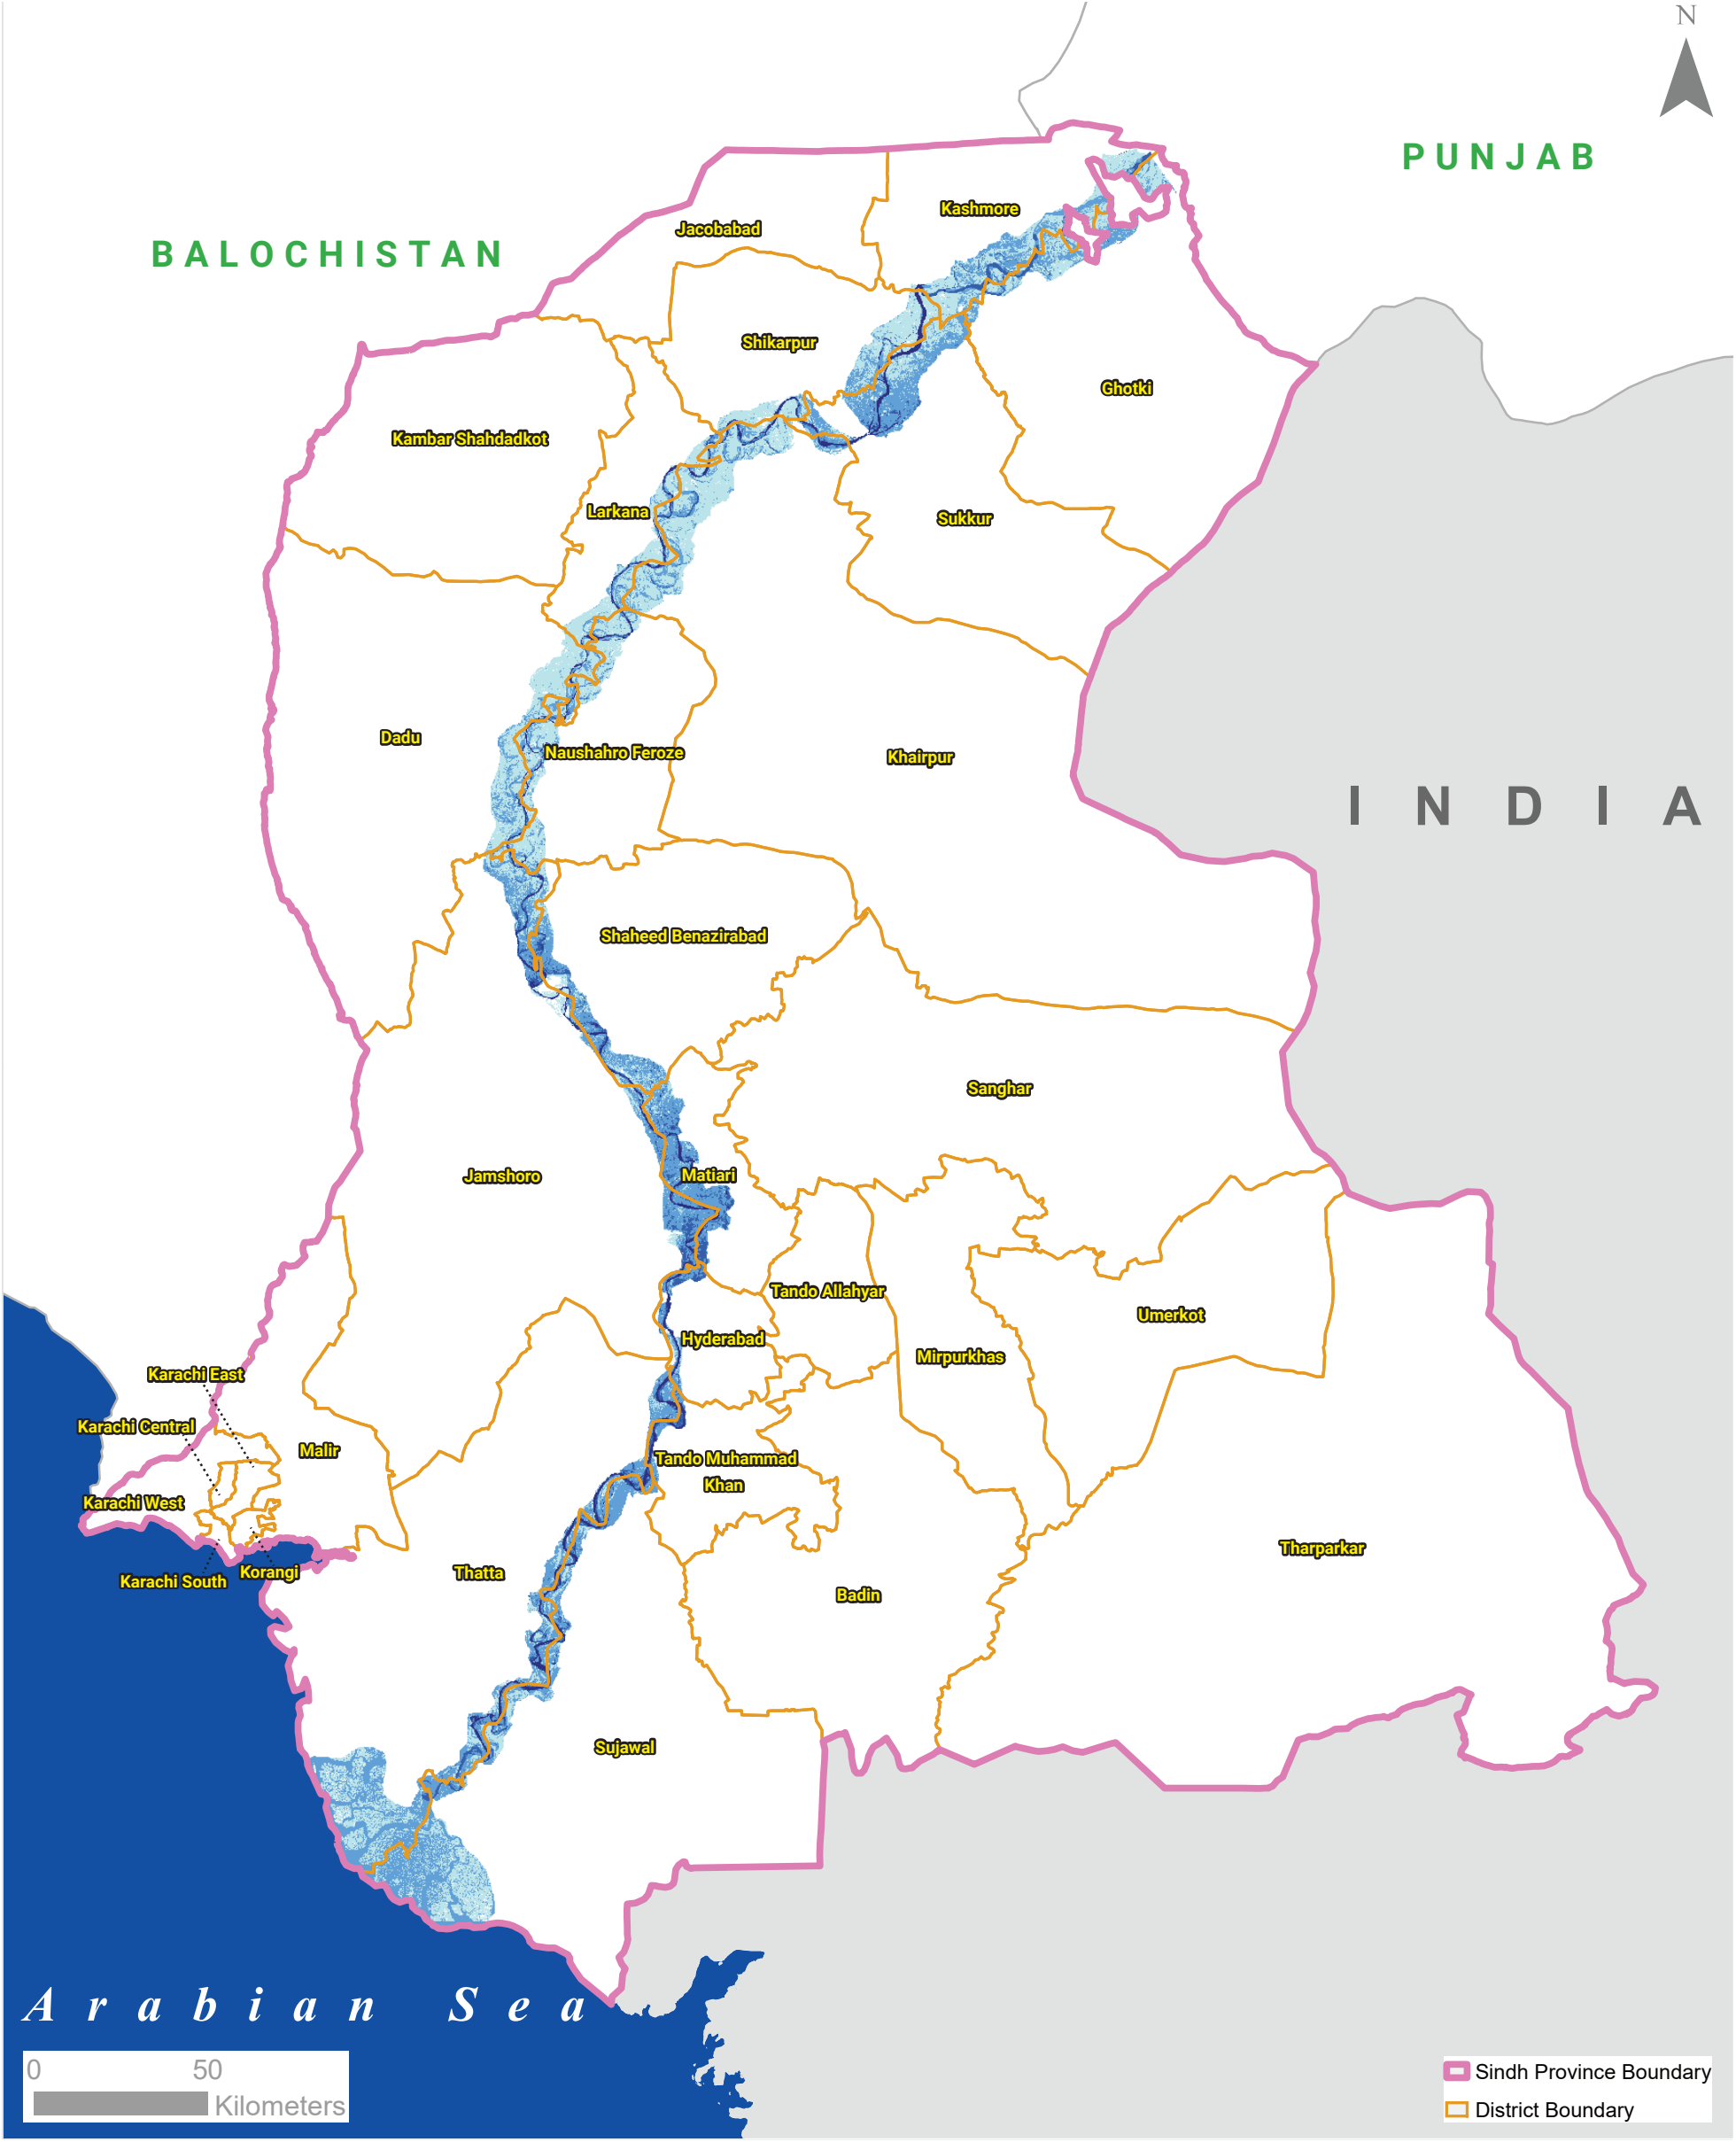 N
PUNJAB
BALOCHISTAN
Kashmore
Jacobabad
Shikarpur
Ghotki
Kambar Shahdadkot
Larkana
Sukkur
Dadu
Naushahro Feroze
Khairpur
INDIA
Shaheed Benazirabad
Sanghar
Jamshoro
Matiari
Tando Allahyar
Umerkot
Hyderabad
Mirpurkhas
Karachi East
Karachi Central
Malir
Tando Muhammad
Khan
Karachi West
Tharparkar
Thatta
Korangi
Karachi South
Badin
Sujawal
Arabian Sea
0 50
Kilometers
Sindh Province Boundary
District Boundary